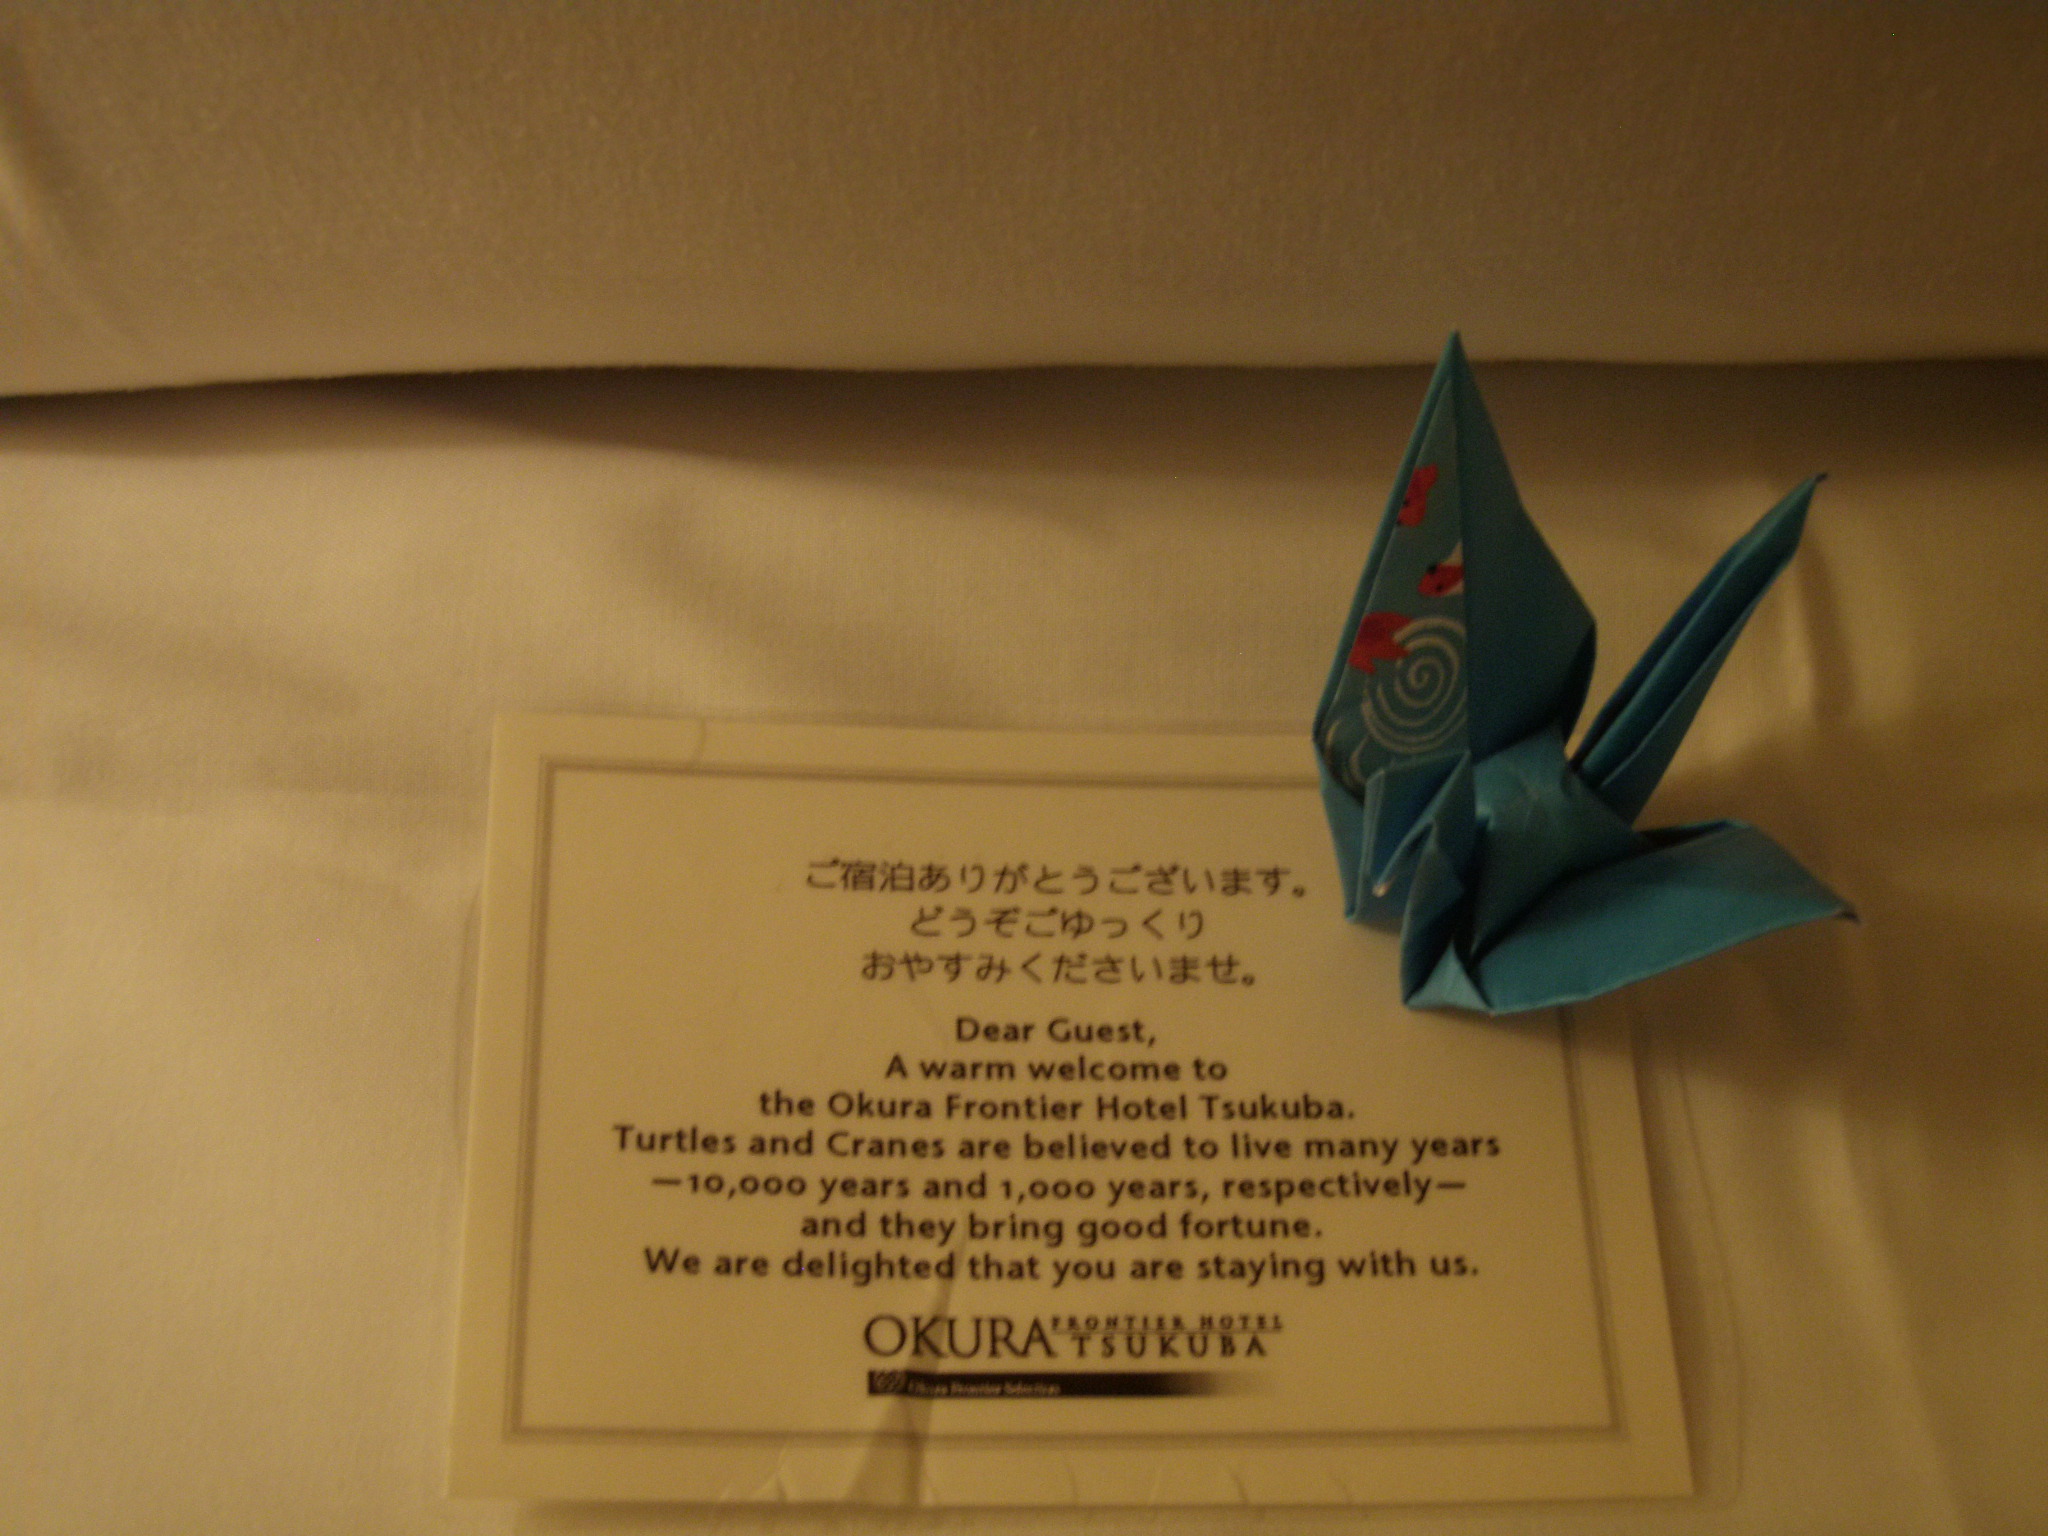 ご宿泊ありがとうございます。
どうぞごゆっくり
おやすみくださいませ。
Dear Guest,
A warm welcome to
the Okura Frontier Hotel Tsukuba.
Turtles and Cranes are believed to live many years
—10,000 years and 1,000 years, respectively—
and they bring good fortune.
We are delighted that you are staying with us.
OKURA FRONTIER HOTEL
TSUKUBA
Okura Frontier Selection